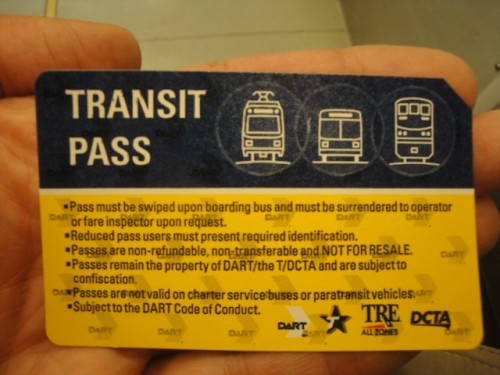 TRANSIT
PASS
▪Pass must be swiped upon boarding bus and must be surrendered to operator
or fare inspector upon request.
▪Reduced pass users must present required identification.
▪Passes are non-refundable, non-transferable and NOT FOR RESALE.
▪Passes remain the property of DART/the T/DCTA and are subject to
confiscation.
▪Passes are not valid on charter service buses or paratransit vehicles.
▪Subject to the DART Code of Conduct.
DART TRE DCTA
ALL ZONES